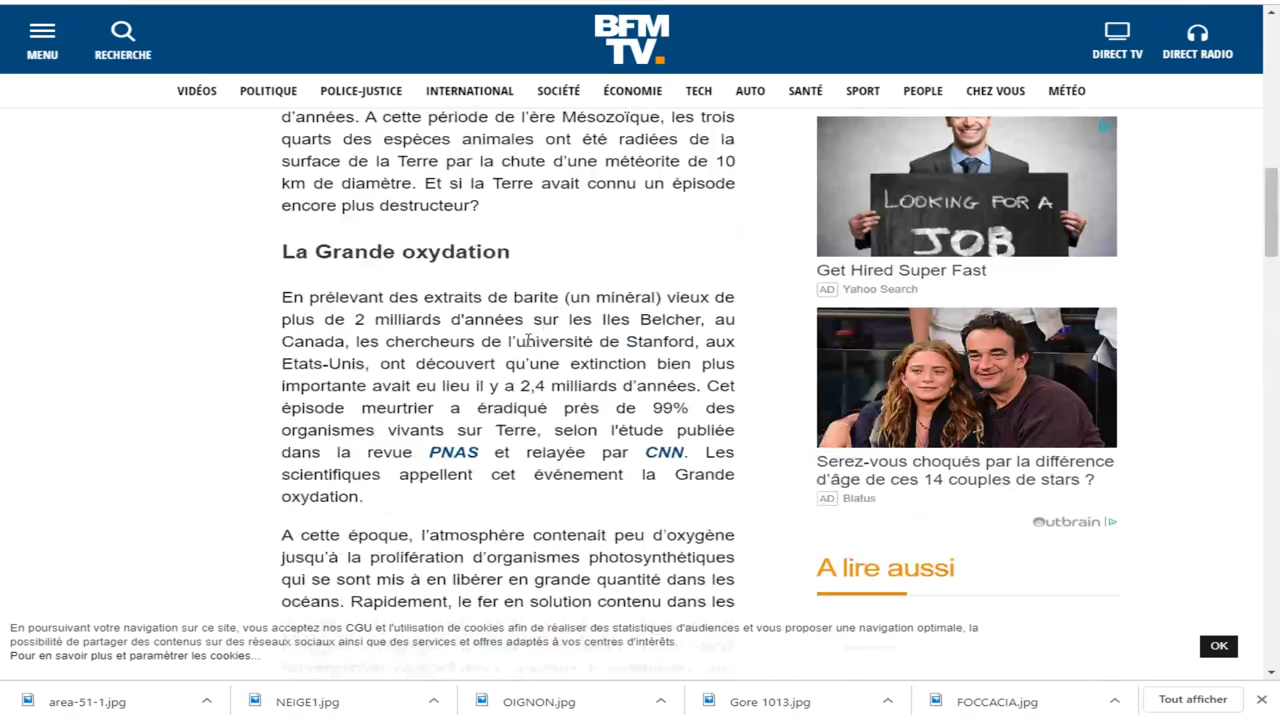 MENU
RECHERCHE
BFM
TV.
DIRECT TV
DIRECT RADIO
VIDÉOS POLITIQUE POLICE-JUSTICE INTERNATIONAL SOCIÉTÉ ÉCONOMIE TECH AUTO SANTÉ SPORT PEOPLE CHEZ VOUS MÉTÉO
d'années. A cette période de l'ère Mésozoïque, les trois
quarts des espèces animales ont été radiées de la
surface de la Terre par la chute d'une météorite de 10
km de diamètre. Et si la Terre avait connu un épisode
encore plus destructeur?
La Grande oxydation
En prélevant des extraits de barite (un minéral) vieux de
plus de 2 milliards d'années sur les Iles Belcher, au
Canada, les chercheurs de l'université de Stanford, aux
Etats-Unis, ont découvert qu'une extinction bien plus
importante avait eu lieu il y a 2,4 milliards d'années. Cet
épisode meurtrier a éradiqué près de 99% des
organismes vivants sur Terre, selon l'étude publiée
dans la revue PNAS et relayée par CNN. Les
scientifiques appellent cet événement la Grande
oxydation.
A cette époque, l'atmosphère contenait peu d'oxygène
jusqu'à la prolifération d'organismes photosynthétiques
qui se sont mis à en libérer en grande quantité dans les
océans. Rapidement, le fer en solution contenu dans les
LOOKING FOR A
JOB
Get Hired Super Fast
AD Yahoo Search
Serez-vous choqués par la différence
d'âge de ces 14 couples de stars ?
AD Blatus
Outbrain
A lire aussi
En poursuivant votre navigation sur ce site, vous acceptez nos CGU et l'utilisation de cookies afin de réaliser des statistiques d'audiences et vous proposer une navigation optimale, la
possibilité de partager des contenus sur des réseaux sociaux ainsi que des services et offres adaptés à vos centres d'intérêts.
Pour en savoir plus et paramétrer les cookies...
OK
area-51-1.jpg
NEIGE1.jpg
OIGNON.jpg
Gore 1013.jpg
FOCCACIA.jpg
Tout afficher